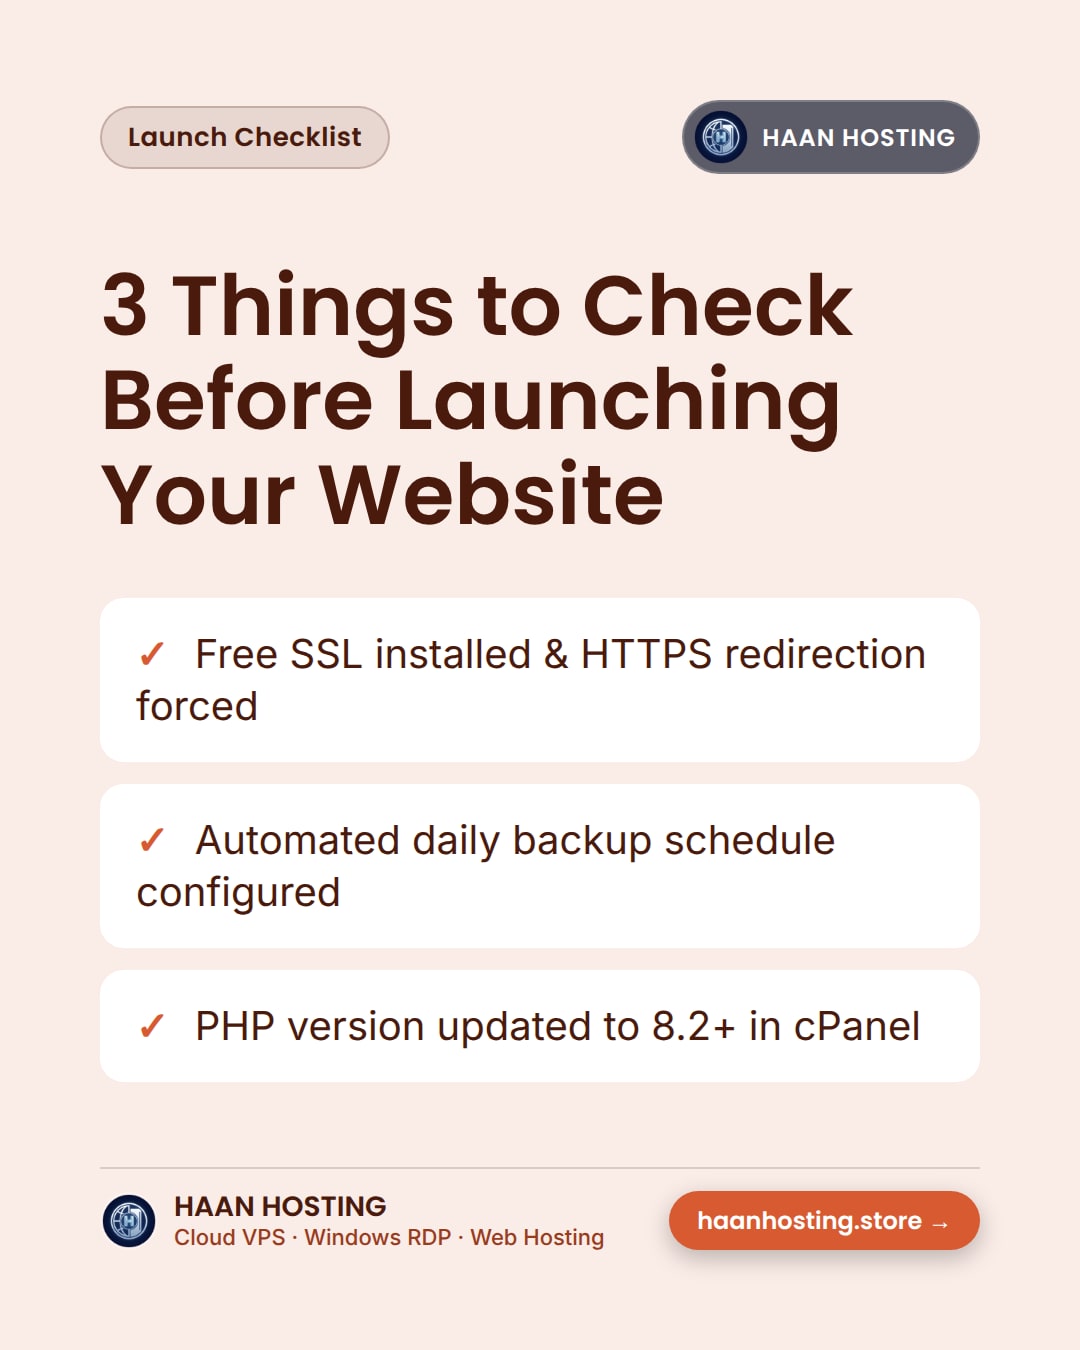 Launch Checklist
HAAN HOSTING
3 Things to Check
Before Launching
Your Website
✓ Free SSL installed & HTTPS redirection
forced
✓ Automated daily backup schedule
configured
✓ PHP version updated to 8.2+ in cPanel
HAAN HOSTING
Cloud VPS · Windows RDP · Web Hosting
haanhosting.store →